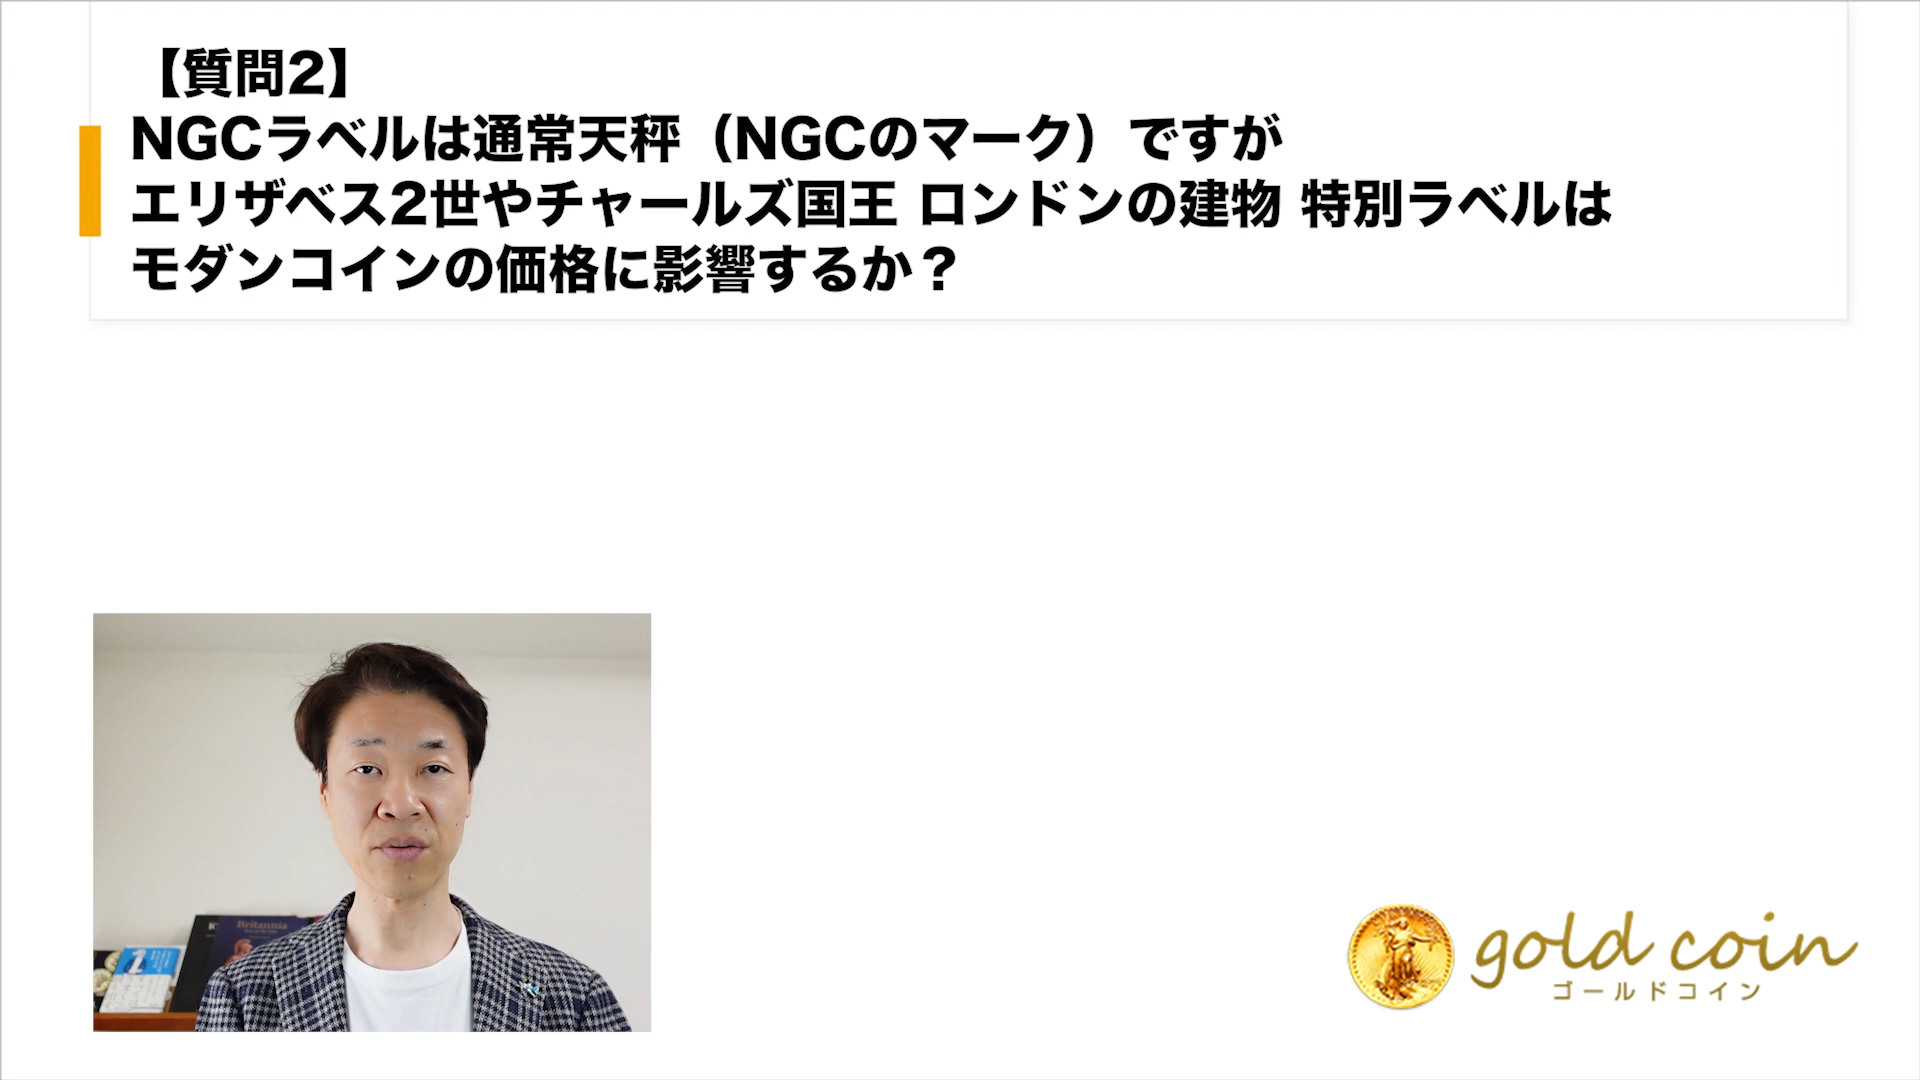 【質問2】
NGCラベルは通常天秤（NGCのマーク）ですが
エリザベス2世やチャールズ国王 ロンドンの建物 特別ラベルは
モダンコインの価格に影響するか？
Britannia
gold coin
ゴールドコイン